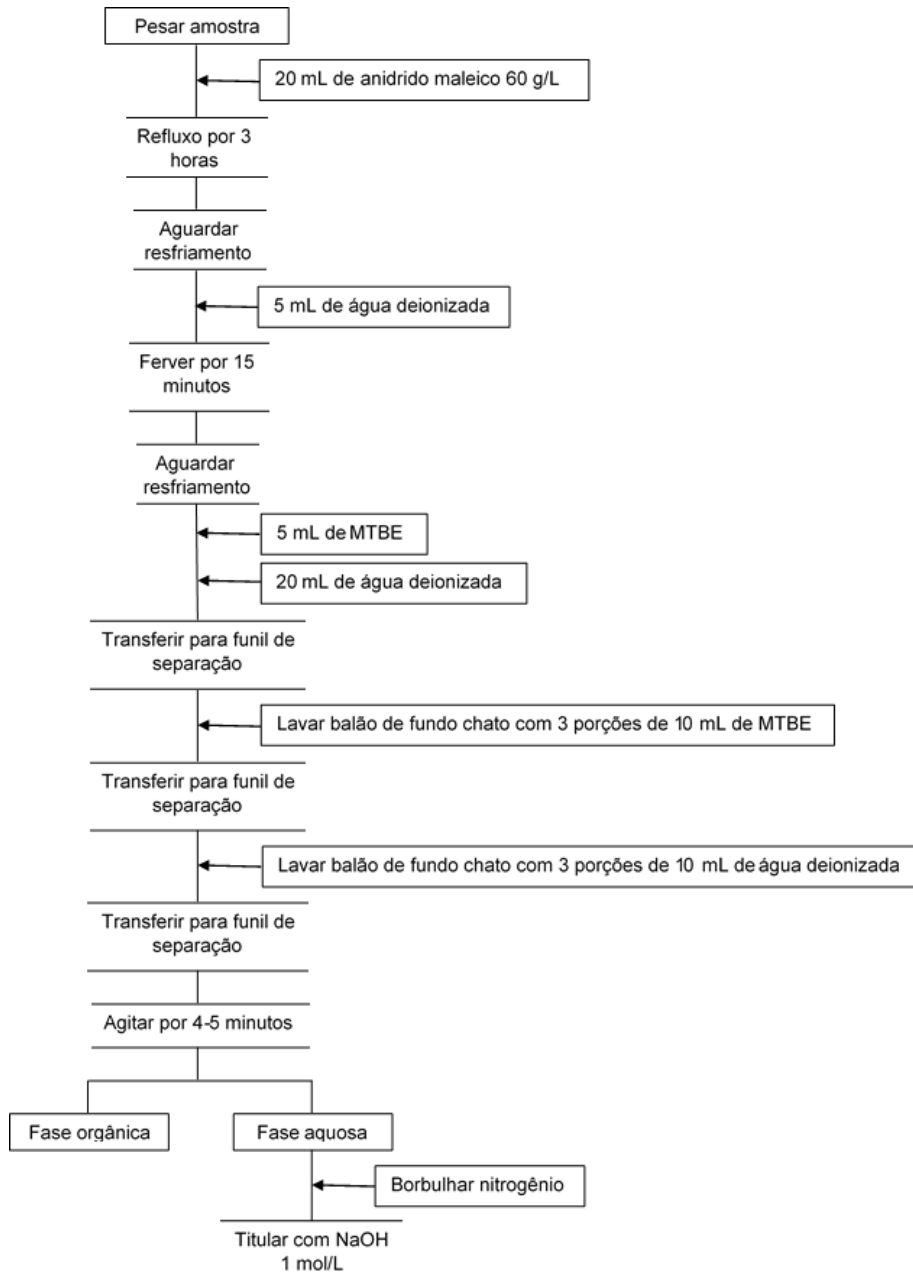 Pesar amostra
20 mL de anidrido maleico 60 g/L
Refluxo por 3
horas
Aguardar
resfriamento
5 mL de água deionizada
Ferver por 15
minutos
Aguardar
resfriamento
5 mL de MTBE
20 mL de água deionizada
Transferir para funil de
separação
Lavar balão de fundo chato com 3 porções de 10 mL de MTBE
Transferir para funil de
separação
Lavar balão de fundo chato com 3 porções de 10 mL de água deionizada
Transferir para funil de
separação
Agitar por 4-5 minutos
Fase orgânica
Fase aquosa
Borbulhar nitrogênio
Titular com NaOH
1 mol/L